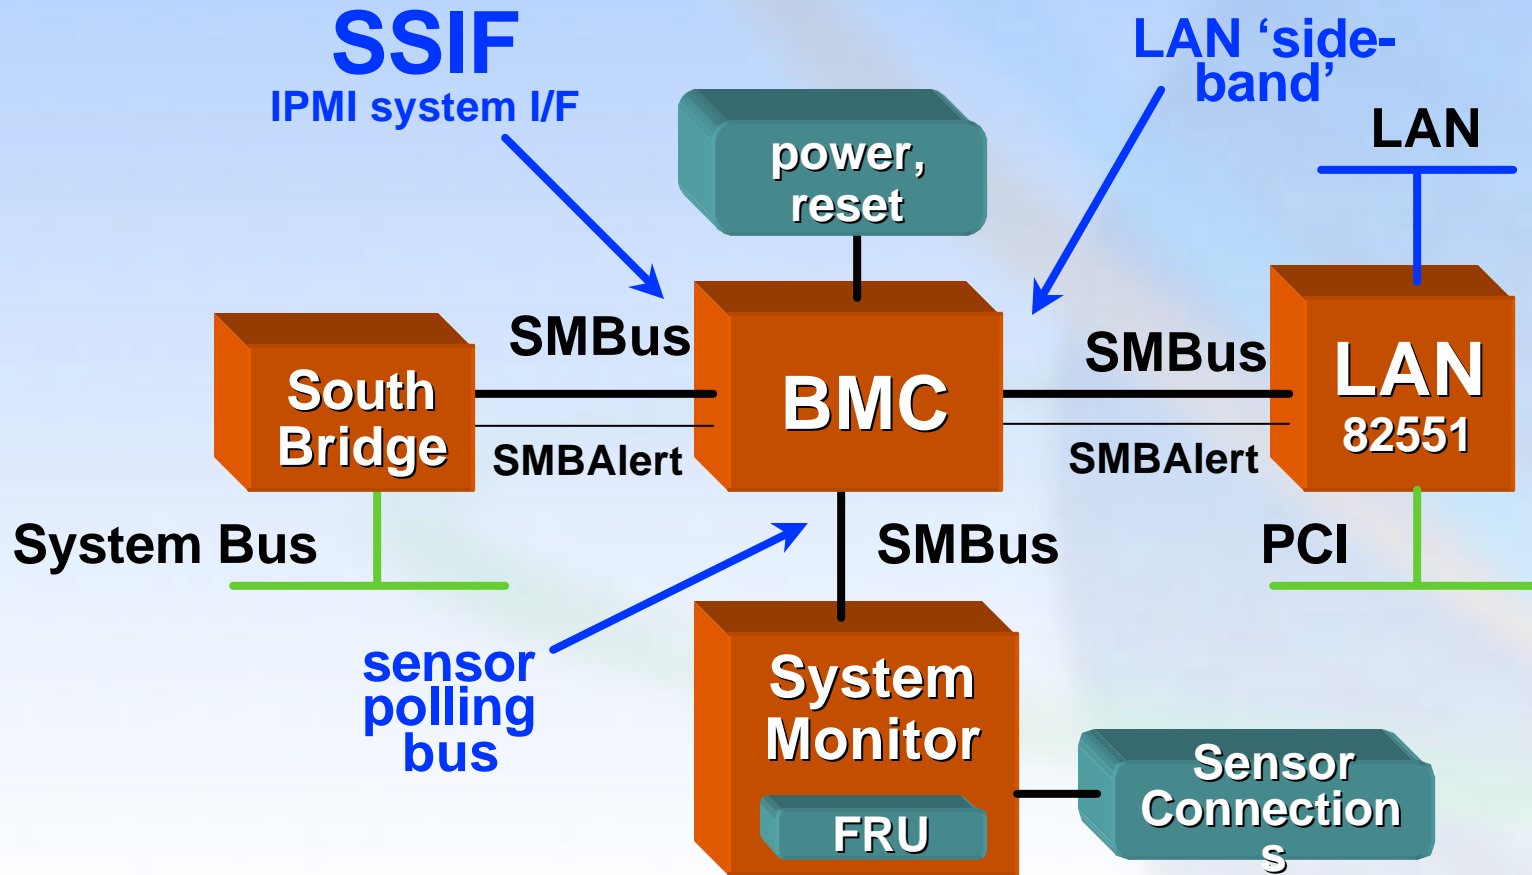 SSIF
IPMI system I/F
LAN ‘side-
band’
LAN
power,
reset
SMBus
SMBus
South
Bridge
BMC
LAN
82551
SMBAlert
SMBAlert
System Bus
SMBus
PCI
sensor
polling
bus
System
Monitor
FRU
Sensor
Connection
s